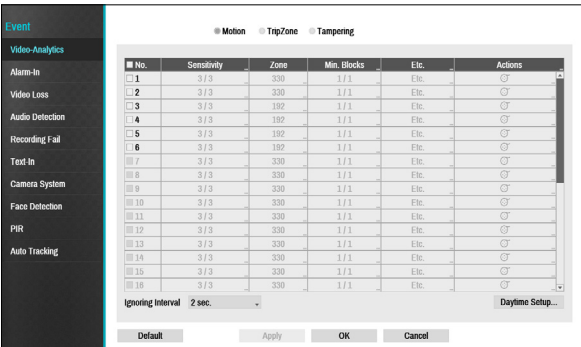 Event
Motion TripZone Tampering
Video-Analytics
Alarm-In
Video Loss
Audio Detection
Recording Fail
Text-In
Camera System
Face Detection
PIR
Auto Tracking
No. Sensitivity Zone Min. Blocks Etc. Actions
1 3 / 3 330 1 / 1 Etc.
2 3 / 3 330 1 / 1 Etc.
3 3 / 3 192 1 / 1 Etc.
4 3 / 3 192 1 / 1 Etc.
5 3 / 3 192 1 / 1 Etc.
6 3 / 3 192 1 / 1 Etc.
7 3 / 3 330 1 / 1 Etc.
8 3 / 3 330 1 / 1 Etc.
9 3 / 3 330 1 / 1 Etc.
10 3 / 3 330 1 / 1 Etc.
11 3 / 3 330 1 / 1 Etc.
12 3 / 3 330 1 / 1 Etc.
13 3 / 3 330 1 / 1 Etc.
14 3 / 3 330 1 / 1 Etc.
15 3 / 3 330 1 / 1 Etc.
16 3 / 3 330 1 / 1 Etc.
Ignoring Interval 2 sec. Daytime Setup...
Default Apply OK Cancel